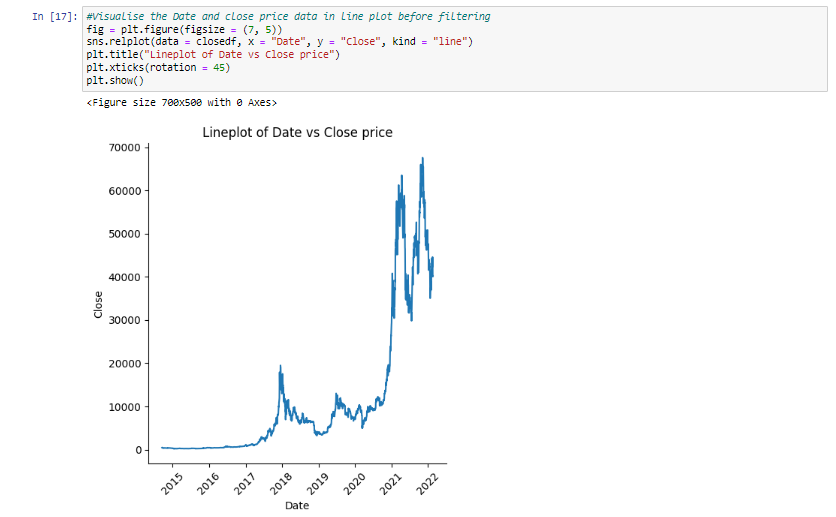 In [17]: #Visualise the Date and close price data in line plot before filtering
fig = plt.figure(figsize = (7, 5))
sns.relplot(data = closedf, x = "Date", y = "Close", kind = "line")
plt.title("Lineplot of Date vs Close price")
plt.xticks(rotation = 45)
plt.show()
<Figure size 700x500 with 0 Axes>
Lineplot of Date vs Close price
70000
60000
50000
40000
30000
20000
10000
0
Close
2015 2016 2017 2018 2019 2020 2021 2022
Date